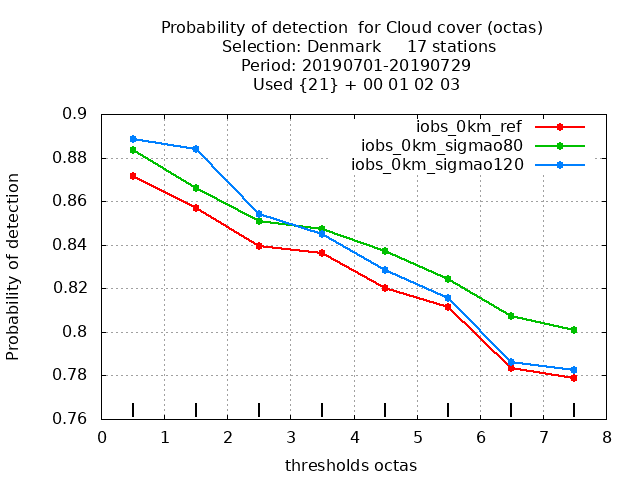 Probability of detection  for Cloud cover (octas)
Selection: Denmark     17 stations
Period: 20190701-20190729
Used {21} + 00 01 02 03
iobs_0km_ref
iobs_0km_sigmao80
iobs_0km_sigmao120
Probability of detection
0.9
0.88
0.86
0.84
0.82
0.8
0.78
0.76
0 1 2 3 4 5 6 7 8
thresholds octas